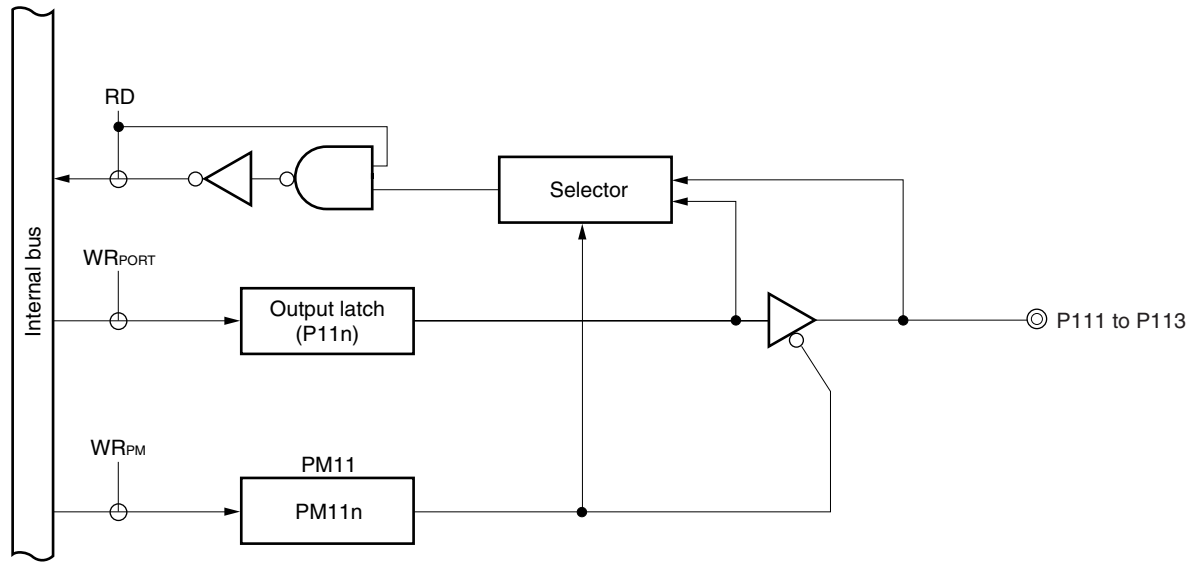 Internal bus
RD
Selector
WRPORT
Output latch
(P11n)
P111 to P113
WRPM
PM11
PM11n